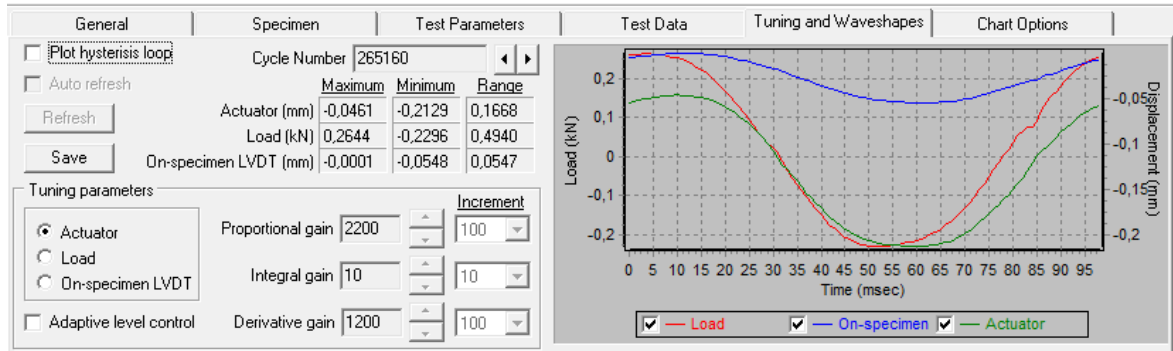 General Specimen Test Parameters Test Data Tuning and Waveshapes Chart Options
Plot hysterisis loop
Cycle Number 265160
Auto refresh
Maximum Minimum Range
Refresh
Actuator (mm) -0,0461 -0,2129 0,1668
Load (kN) 0,2644 -0,2296 0,4940
Save
On-specimen LVDT (mm) -0,0001 -0,0548 0,0547
Tuning parameters
Increment
Actuator
Load
On-specimen LVDT
Proportional gain 2200 100
Integral gain 10 10
Adaptive level control
Derivative gain 1200 100
Load (kN)
0,2
0,1
0
-0,1
-0,2
Displacement (mm)
-0,05
-0,1
-0,15
-0,2
0 5 10 15 20 25 30 35 40 45 50 55 60 65 70 75 80 85 90 95
Time (msec)
Load On-specimen Actuator